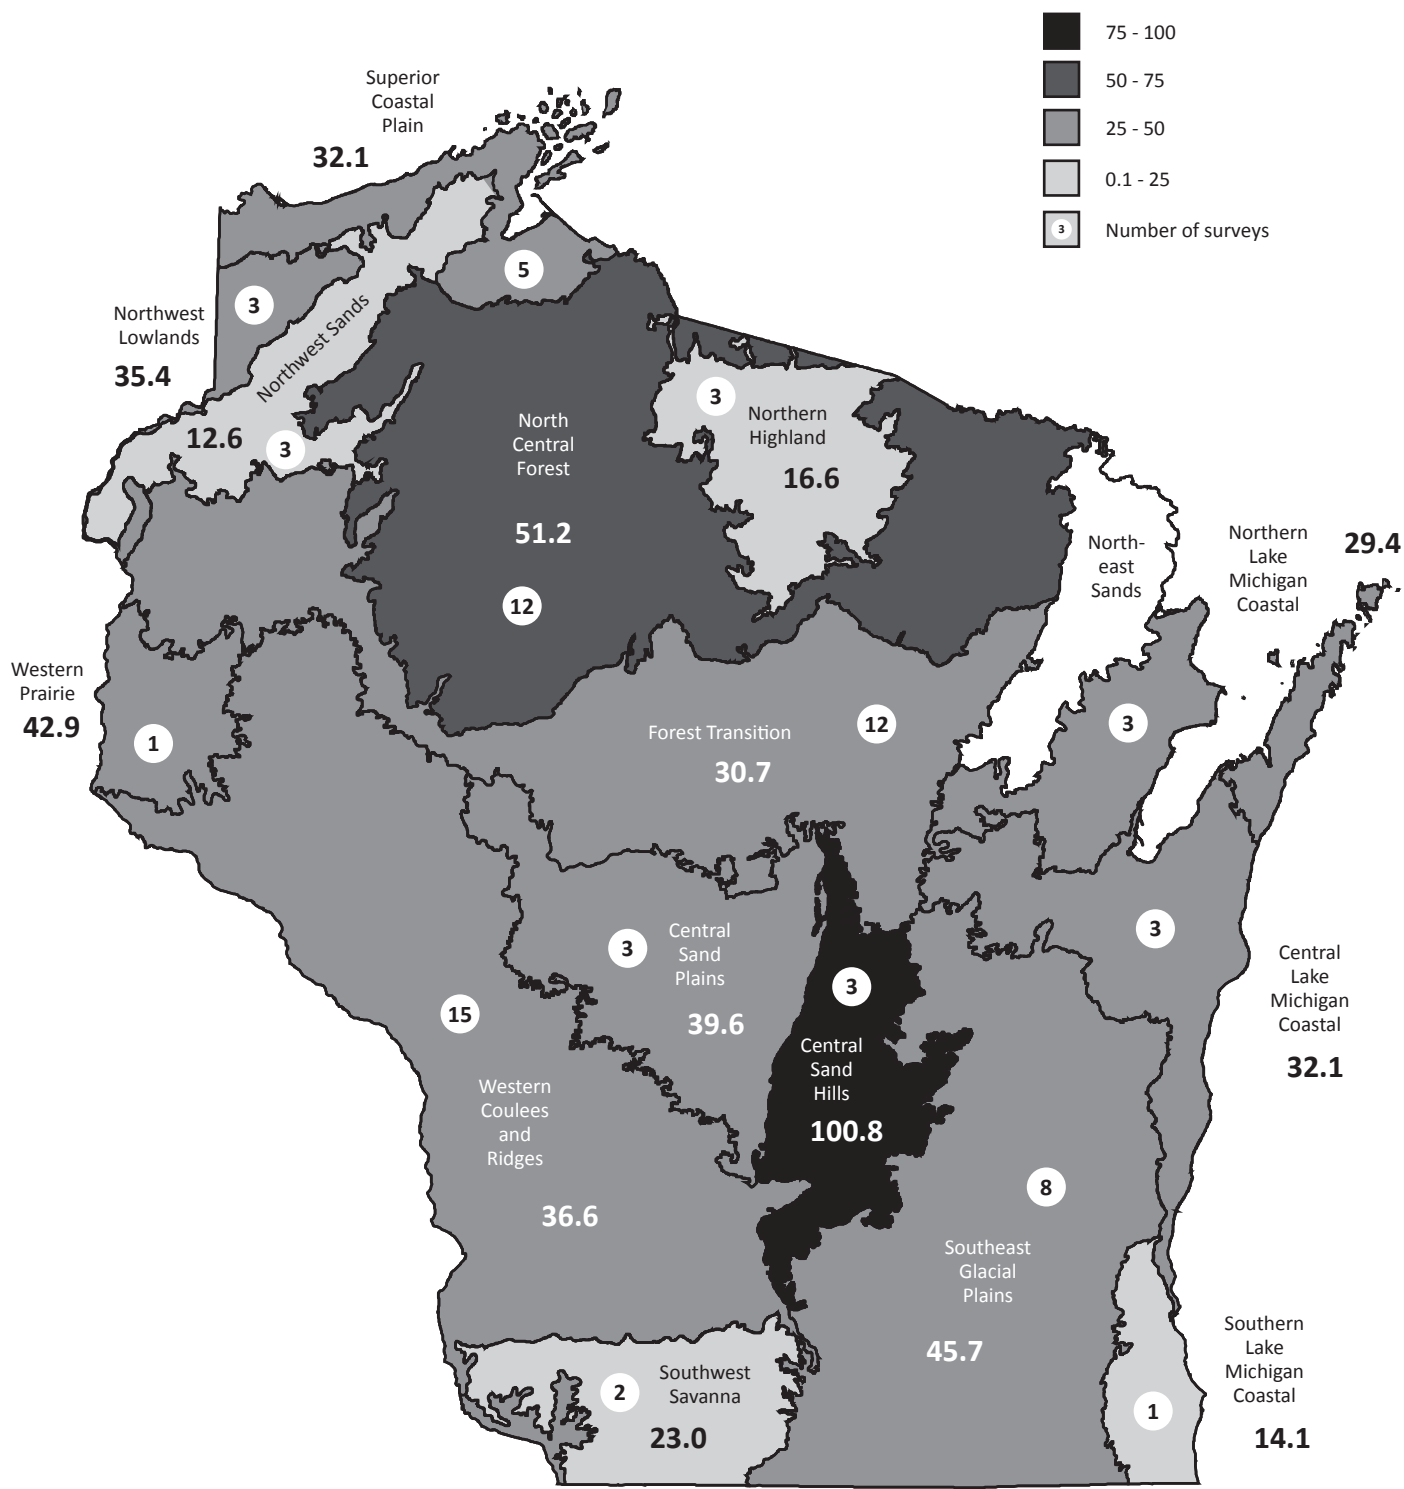 75 - 100
50 - 75
25 - 50
0.1 - 25
3
Number of surveys
Superior
Coastal
Plain
32.1
5
3
Northwest
Lowlands
35.4
Northwest Sands
12.6
3
North
Central
Forest
51.2
12
3
Northern
Highland
16.6
North-
east
Sands
Northern
Lake
Michigan
Coastal
29.4
3
Western
Prairie
42.9
1
Forest Transition
30.7
12
Central
Sand
Plains
39.6
3
3
Central
Sand
Hills
100.8
3
Central
Lake
Michigan
Coastal
32.1
15
Western
Coulees
and
Ridges
36.6
8
Southeast
Glacial
Plains
45.7
2
Southwest
Savanna
23.0
1
Southern
Lake
Michigan
Coastal
14.1